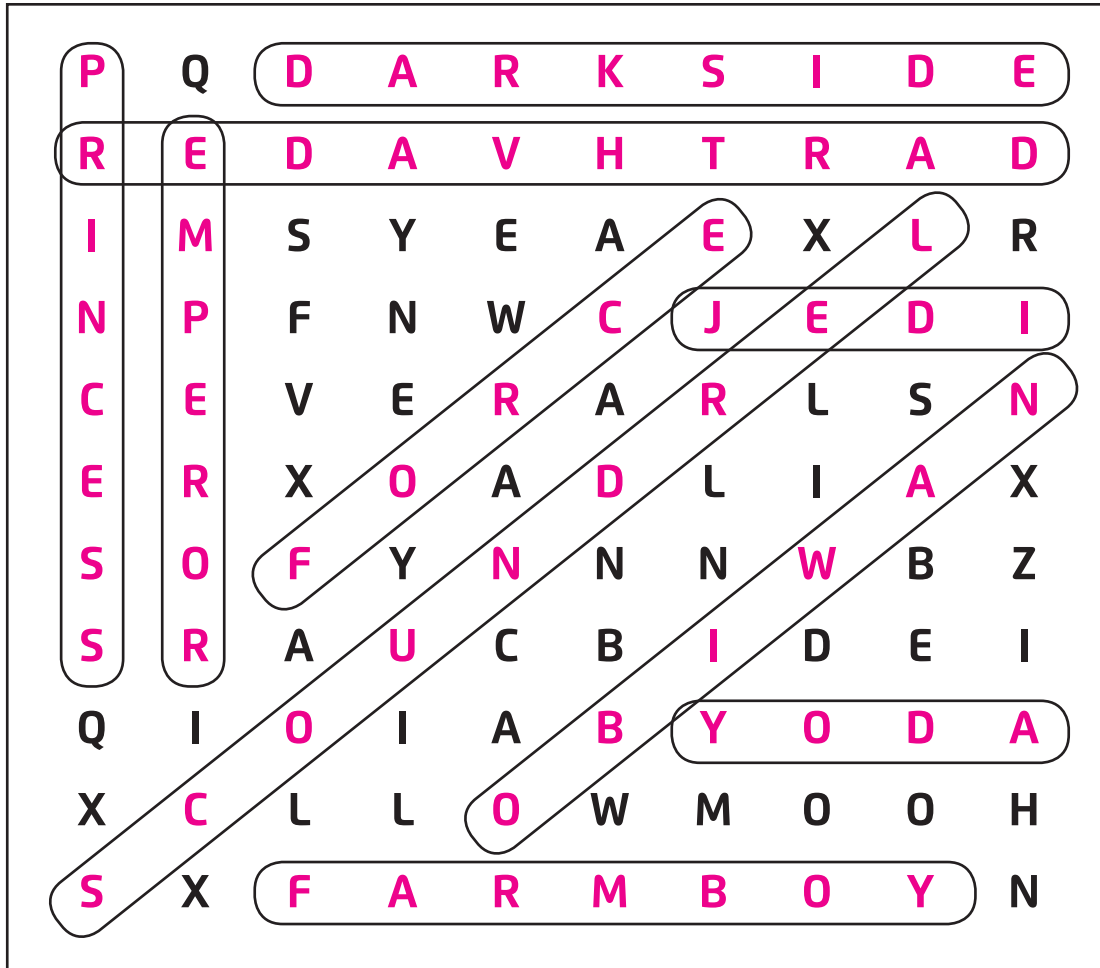 P Q D A R K S I D E
R E D A V H T R A D
I M S Y E A E X L R
N P F N W C J E D I
C E V E R A R L S N
E R X O A D L I A X
S O F Y N N N W B Z
S R A U C B I D E I
Q I O I A B Y O D A
X C L L O W M O O H
S X F A R M B O Y N